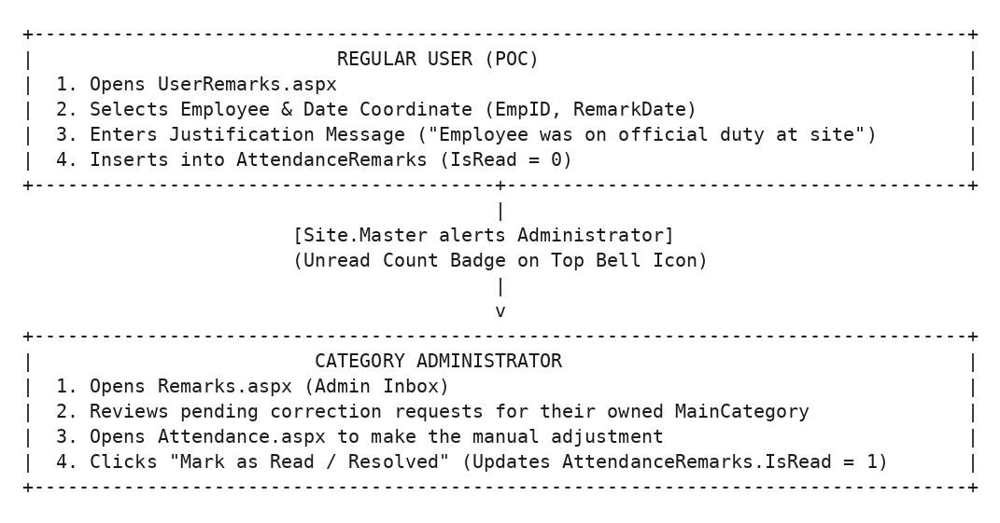 +-----------------------------------------------------------------------------------+
|                           REGULAR USER (POC)                                      |
|  1. Opens UserRemarks.aspx                                                        |
|  2. Selects Employee & Date Coordinate (EmpID, RemarkDate)                        |
|  3. Enters Justification Message ("Employee was on official duty at site")        |
|  4. Inserts into AttendanceRemarks (IsRead = 0)                                   |
+-----------------------------------------+-----------------------------------------+
                                          |
                        [Site.Master alerts Administrator]
                        (Unread Count Badge on Top Bell Icon)
                                          |
                                          v
+-----------------------------------------------------------------------------------+
|                         CATEGORY ADMINISTRATOR                                    |
|  1. Opens Remarks.aspx (Admin Inbox)                                              |
|  2. Reviews pending correction requests for their owned MainCategory              |
|  3. Opens Attendance.aspx to make the manual adjustment                           |
|  4. Clicks "Mark as Read / Resolved" (Updates AttendanceRemarks.IsRead = 1)       |
+-----------------------------------------------------------------------------------+